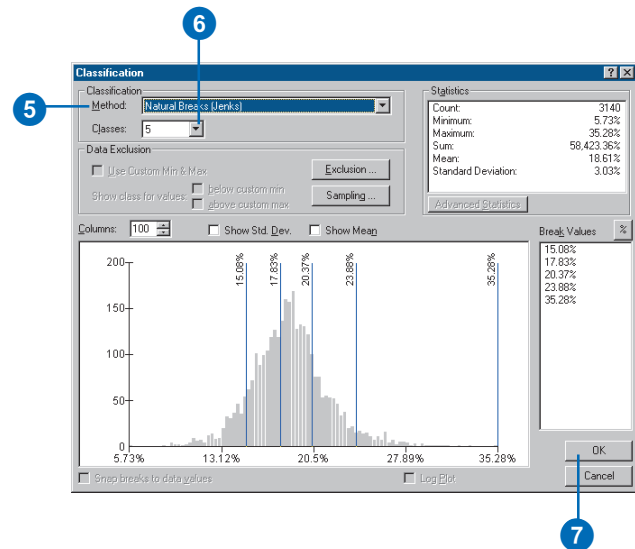 6
Classification
5
Classification
Method: Natural Breaks (Jenks)
Classes: 5
Data Exclusion
Use Custom Min & Max
Exclusion ...
Show class for values:
below custom min
above custom max
Sampling ...
Statistics
Count: 3140
Minimum: 5.73%
Maximum: 35.28%
Sum: 58,423.36%
Mean: 18.61%
Standard Deviation: 3.03%
Advanced Statistics
Columns: 100
Show Std. Dev.
Show Mean
Break Values
%
15.08%
17.83%
20.37%
23.88%
35.28%
200
150
100
50
0
15.08%
17.83%
20.37%
23.88%
35.28%
5.73% 13.12% 20.5% 27.89% 35.28%
Snap breaks to data values
Log Plot
OK
Cancel
7